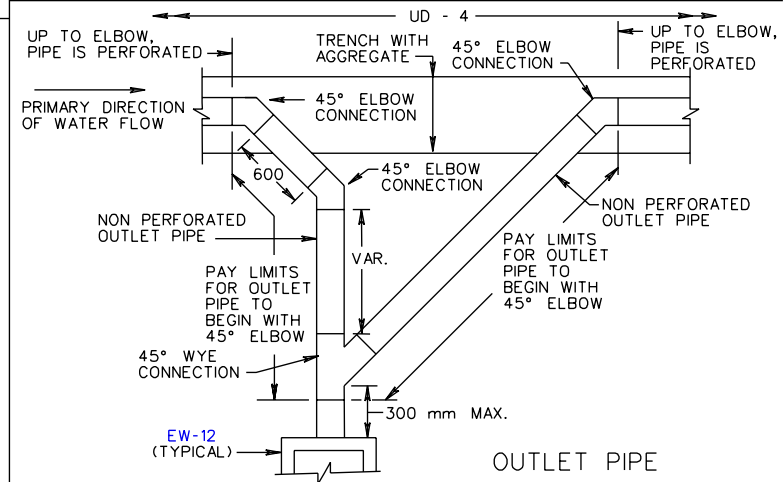 UD - 4
UP TO ELBOW,
PIPE IS PERFORATED
TRENCH WITH
AGGREGATE
45° ELBOW
CONNECTION
UP TO ELBOW,
PIPE IS
PERFORATED
PRIMARY DIRECTION
OF WATER FLOW
45° ELBOW
CONNECTION
600
45° ELBOW
CONNECTION
NON PERFORATED
OUTLET PIPE
NON PERFORATED
OUTLET PIPE
VAR.
PAY LIMITS
FOR OUTLET
PIPE TO
BEGIN WITH
45° ELBOW
PAY LIMITS
FOR OUTLET
PIPE TO
BEGIN WITH
45° ELBOW
45° WYE
CONNECTION
300 mm MAX.
EW-12
(TYPICAL)
OUTLET PIPE